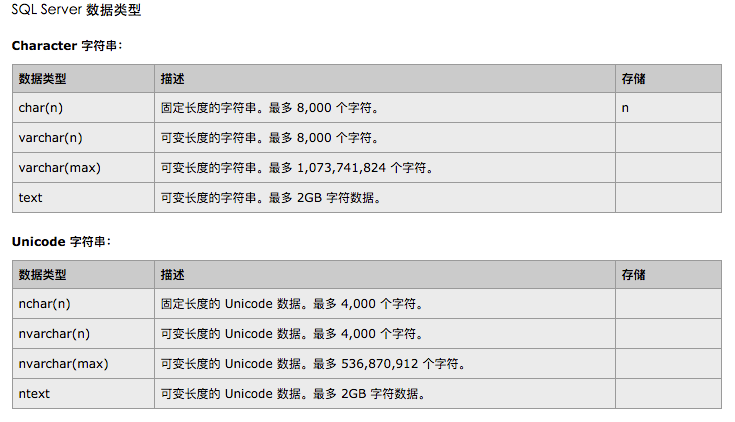 SQL Server 数据类型
Character 字符串：
数据类型 描述 存储
char(n) 固定长度的字符串。最多 8,000 个字符。 n
varchar(n) 可变长度的字符串。最多 8,000 个字符。
varchar(max) 可变长度的字符串。最多 1,073,741,824 个字符。
text 可变长度的字符串。最多 2GB 字符数据。
Unicode 字符串：
数据类型 描述 存储
nchar(n) 固定长度的 Unicode 数据。最多 4,000 个字符。
nvarchar(n) 可变长度的 Unicode 数据。最多 4,000 个字符。
nvarchar(max) 可变长度的 Unicode 数据。最多 536,870,912 个字符。
ntext 可变长度的 Unicode 数据。最多 2GB 字符数据。